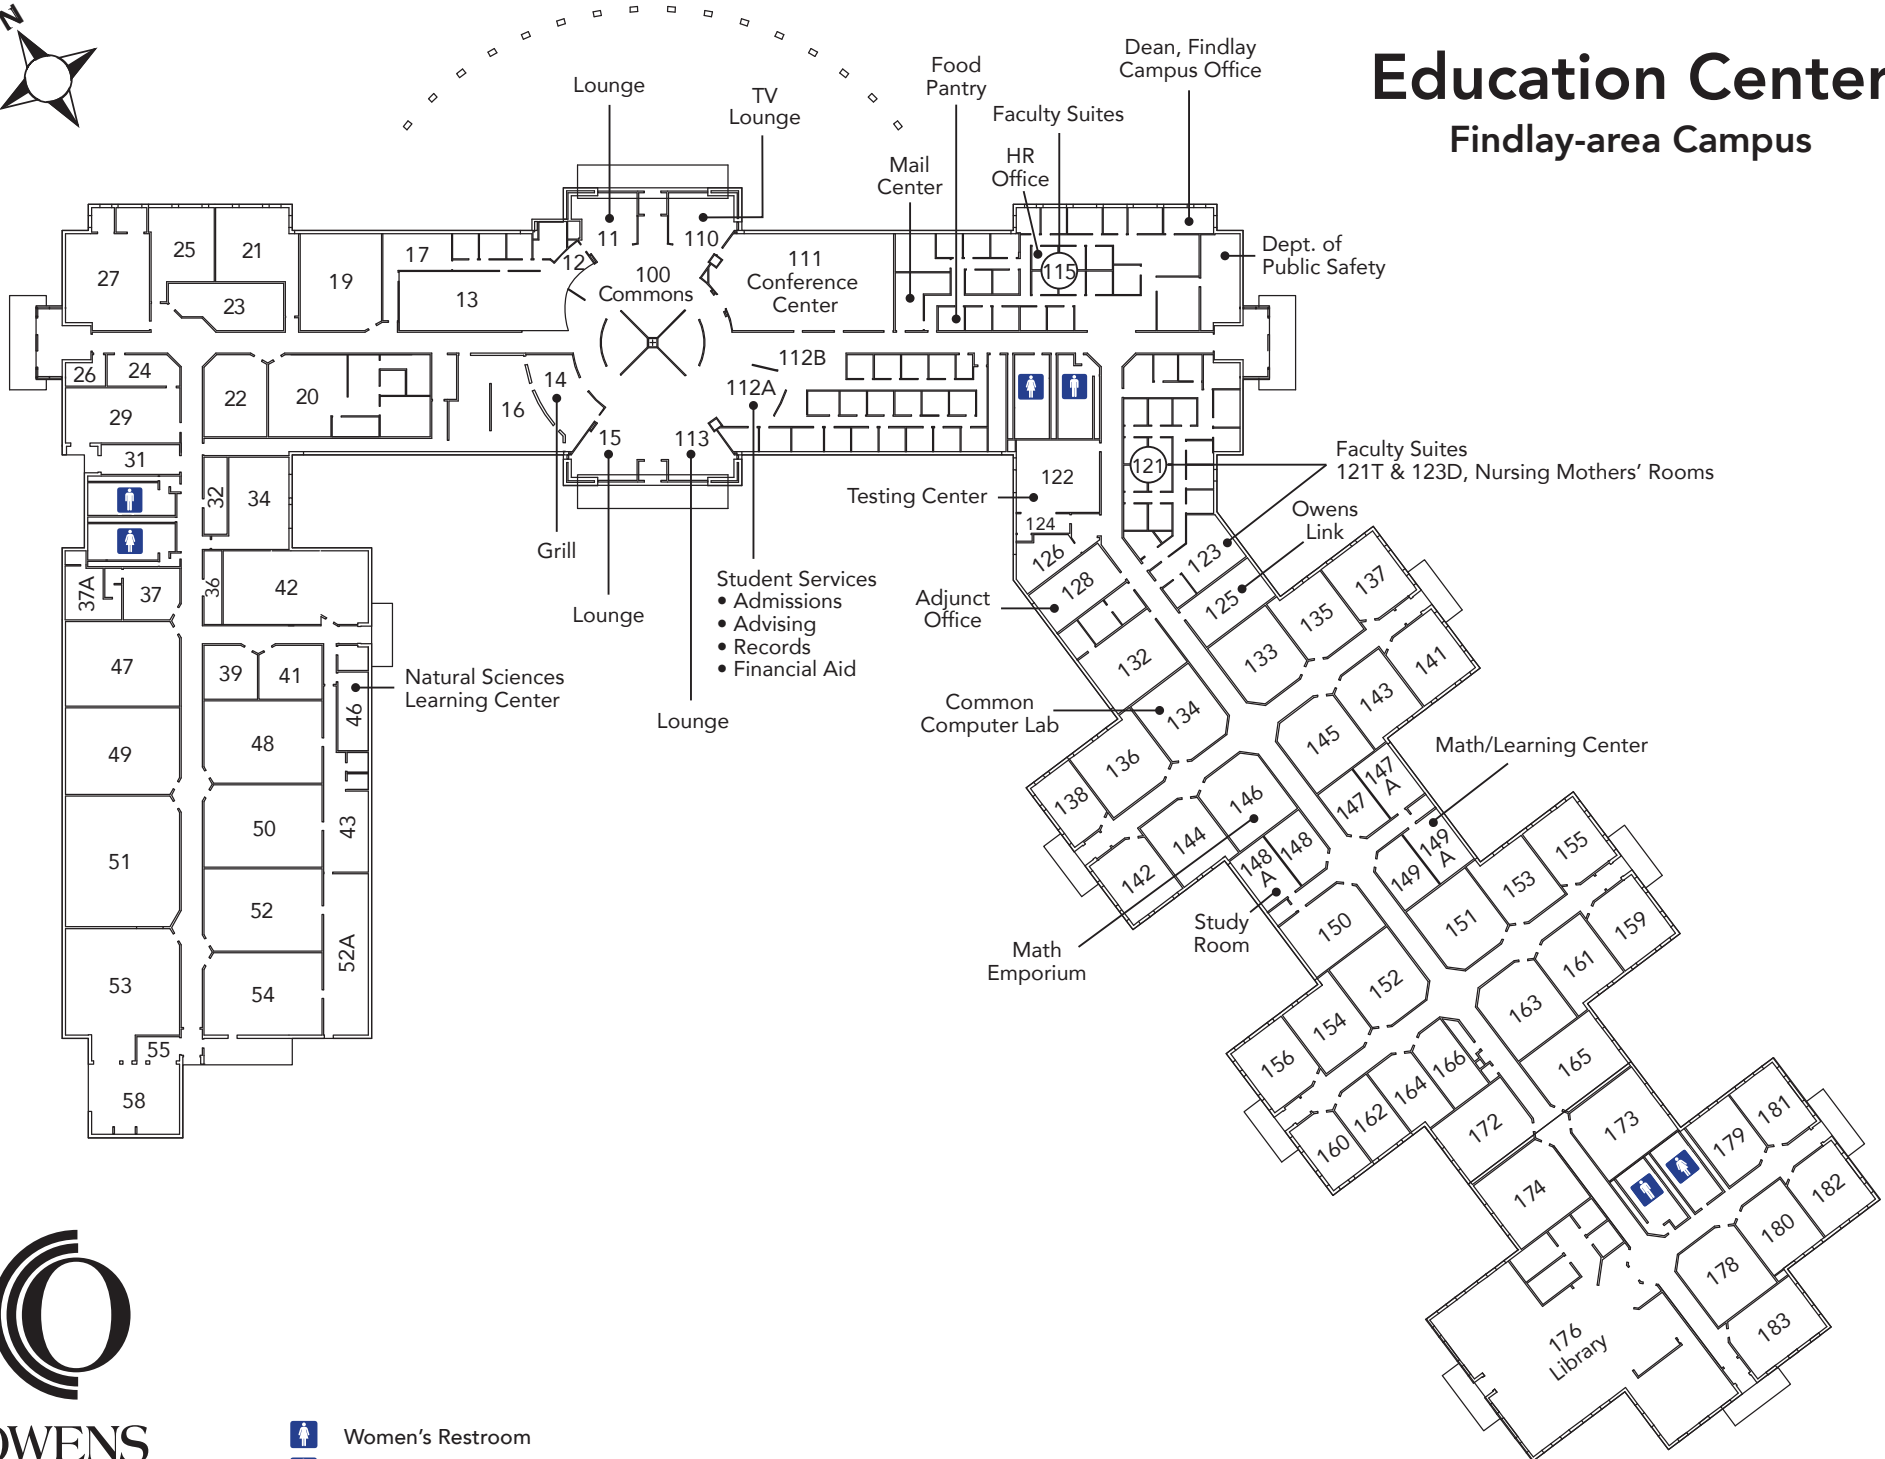 N
Education Center
Findlay-area Campus
Dean, Findlay
Campus Office
Food
Pantry
Faculty Suites
HR
Office
Mail
Center
Lounge
TV
Lounge
Dept. of
Public Safety
27
25
21
23
19
17
13
12
11
110
100
Commons
111
Conference
Center
115
26
24
29
31
22
20
16
14
15
113
112B
112A
121
122
Testing Center
124
126
128
123
125
Faculty Suites
121T & 123D, Nursing Mothers' Rooms
Owens
Link
32
34
36
42
37A
37
Grill
Lounge
Lounge
Student Services
• Admissions
• Advising
• Records
• Financial Aid
Adjunct
Office
47
39
41
46
Natural Sciences
Learning Center
49
48
51
50
43
52
52A
53
54
55
58
132
133
135
137
141
143
145
Common
Computer Lab
134
136
138
142
144
146
147
147
A
148
148
A
149
149
A
Math/Learning Center
Study
Room
Math
Emporium
150
151
153
155
159
161
163
165
152
154
156
160
162
164
166
172
173
174
179
181
182
180
178
183
176
Library
OWENS
Women's Restroom